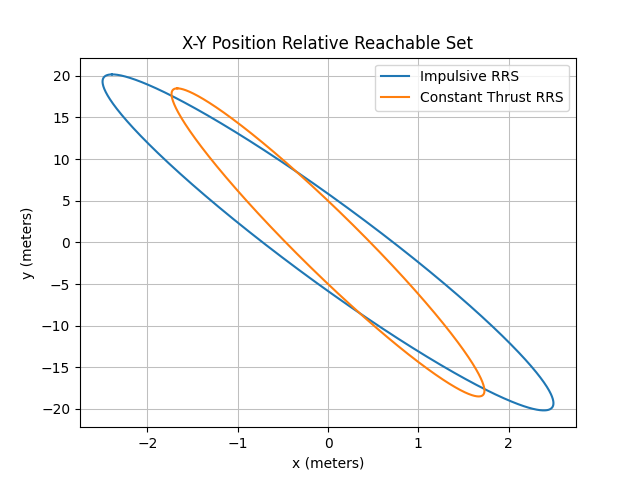 X-Y Position Relative Reachable Set
Impulsive RRS
Constant Thrust RRS
20
15
10
5
0
−5
−10
−15
−20
y (meters)
−2
−1
0
1
2
x (meters)